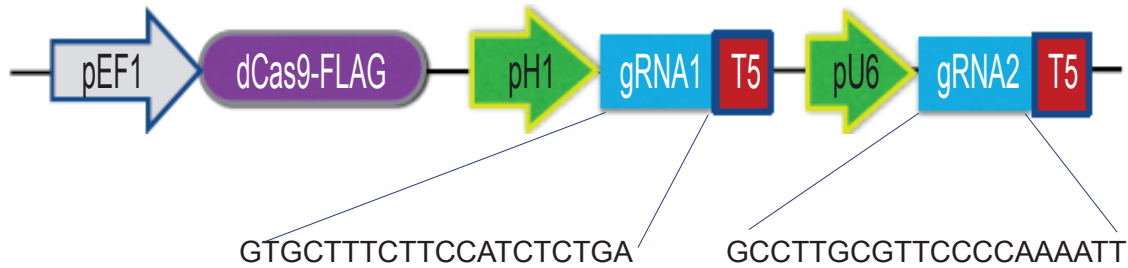 pEF1 dCas9-FLAG pH1 gRNA1 T5 pU6 gRNA2 T5
GTGCTTTCTTCCATCTCTGA GCCTTGCGTTCCCCAAAATT